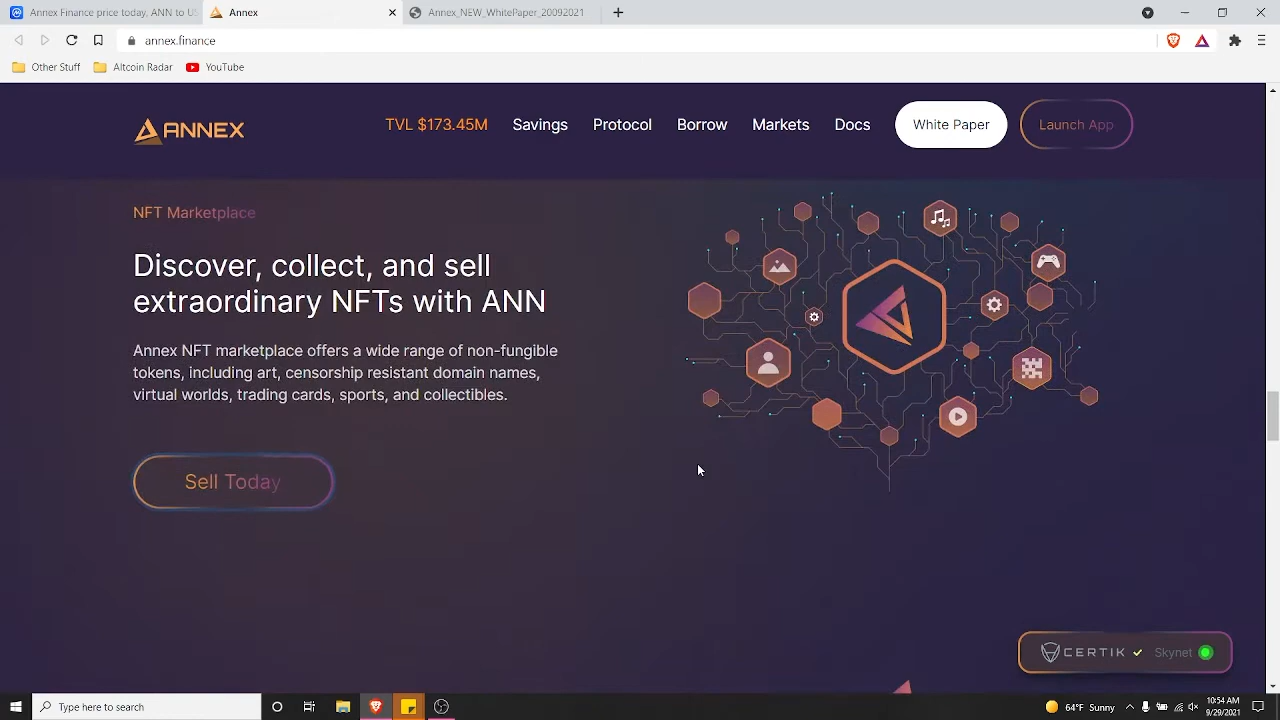 Annex Finance price today, ANN to US
Annex
Annex_NEW_WhitePaper_20092021
annex.finance
Other Stuff
Altcoin Radar
YouTube
ANNEX
TVL $173.45M
Savings
Protocol
Borrow
Markets
Docs
White Paper
Launch App
NFT Marketplace
Discover, collect, and sell
extraordinary NFTs with ANN
Annex NFT marketplace offers a wide range of non-fungible
tokens, including art, censorship resistant domain names,
virtual worlds, trading cards, sports, and collectibles.
Sell Today
CERTIK
Skynet
Type here to search
64°F Sunny
10:54 AM
9/29/2021